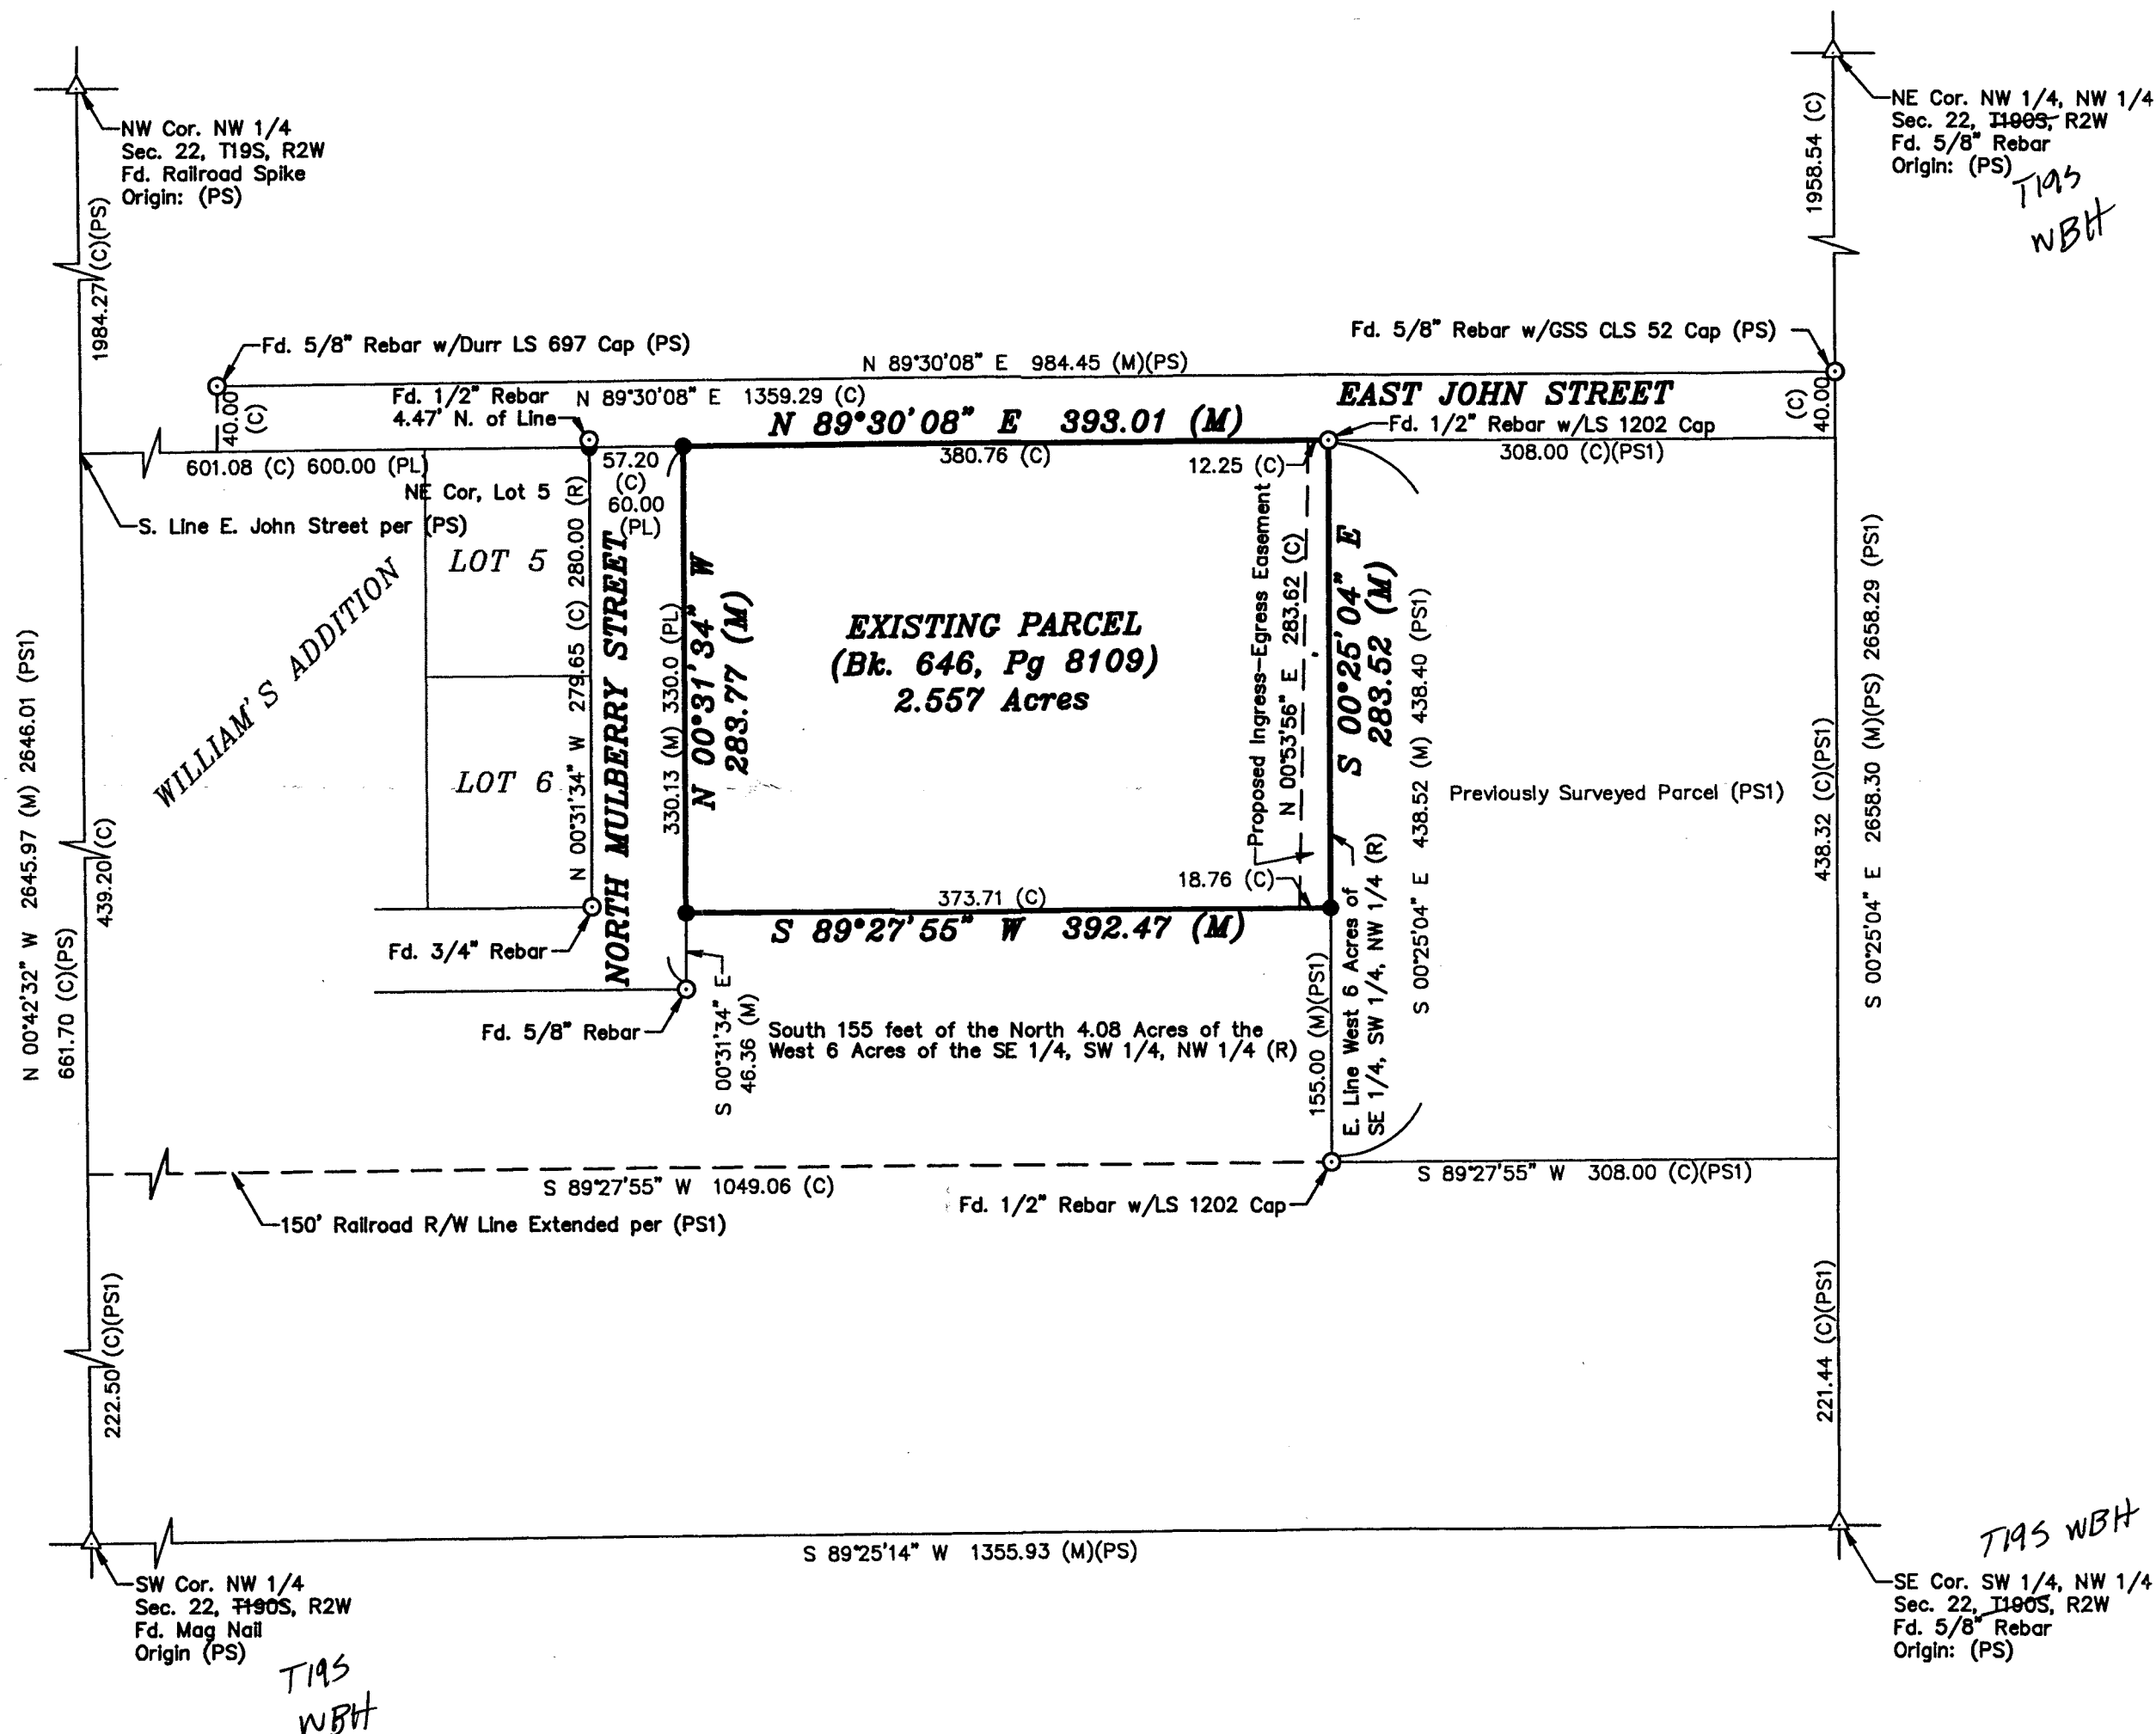 NW Cor. NW 1/4
Sec. 22, T19S, R2W
Fd. Railroad Spike
Origin: (PS)
NE Cor. NW 1/4, NW 1/4
Sec. 22, T190S, R2W
Fd. 5/8" Rebar
Origin: (PS)
T19S
WBH
1984.27 (C)(PS)
1958.54 (C)
Fd. 5/8" Rebar w/Durr LS 697 Cap (PS)
Fd. 5/8" Rebar w/GSS CLS 52 Cap (PS)
N 89°30'08" E 984.45 (M)(PS)
40.00
(C)
Fd. 1/2" Rebar
4.47' N. of Line
N 89°30'08" E 1359.29 (C)
EAST JOHN STREET
(C)
40.00
N 89°30'08" E 393.01 (M)
Fd. 1/2" Rebar w/LS 1202 Cap
601.08 (C) 600.00 (PL)
57.20
(C)
60.00
(PL)
380.76 (C)
12.25 (C)
308.00 (C)(PS1)
NE Cor, Lot 5
S. Line E. John Street per (PS)
LOT 5
WILLIAM'S ADDITION
LOT 6
N 00°31'34" W 279.65 (C) 280.00 (R)
NORTH MULBERRY STREET
330.13 (M) 330.0 (PL)
N 00°31'34" W
283.77 (M)
EXISTING PARCEL
(Bk. 646, Pg 8109)
2.557 Acres
Proposed Ingress-Egress Easement
N 00°53'56" E 283.62 (C)
S 00°25'04" E
283.52 (M)
S 00°25'04" E 438.52 (M) 438.40 (PS1)
Previously Surveyed Parcel (PS1)
438.32 (C)(PS1)
S 00°25'04" E 2658.30 (M)(PS) 2658.29 (PS1)
N 00°42'32" W 2645.97 (M) 2646.01 (PS1)
661.70 (C)(PS)
439.20 (C)
18.76 (C)
373.71 (C)
S 89°27'55" W 392.47 (M)
Fd. 3/4" Rebar
Fd. 5/8" Rebar
S 00°31'34" E
46.36 (M)
South 155 feet of the North 4.08 Acres of the
West 6 Acres of the SE 1/4, SW 1/4, NW 1/4 (R)
155.00 (M)(PS1)
E. Line West 6 Acres of
SE 1/4, SW 1/4, NW 1/4 (R)
S 89°27'55" W 1049.06 (C)
S 89°27'55" W 308.00 (C)(PS1)
150' Railroad R/W Line Extended per (PS1)
Fd. 1/2" Rebar w/LS 1202 Cap
222.50 (C)(PS1)
221.44 (C)(PS1)
S 89°25'14" W 1355.93 (M)(PS)
SW Cor. NW 1/4
Sec. 22, T190S, R2W
Fd. Mag Nail
Origin (PS)
T19S
WBH
T19S WBH
SE Cor. SW 1/4, NW 1/4
Sec. 22, T190S, R2W
Fd. 5/8" Rebar
Origin: (PS)